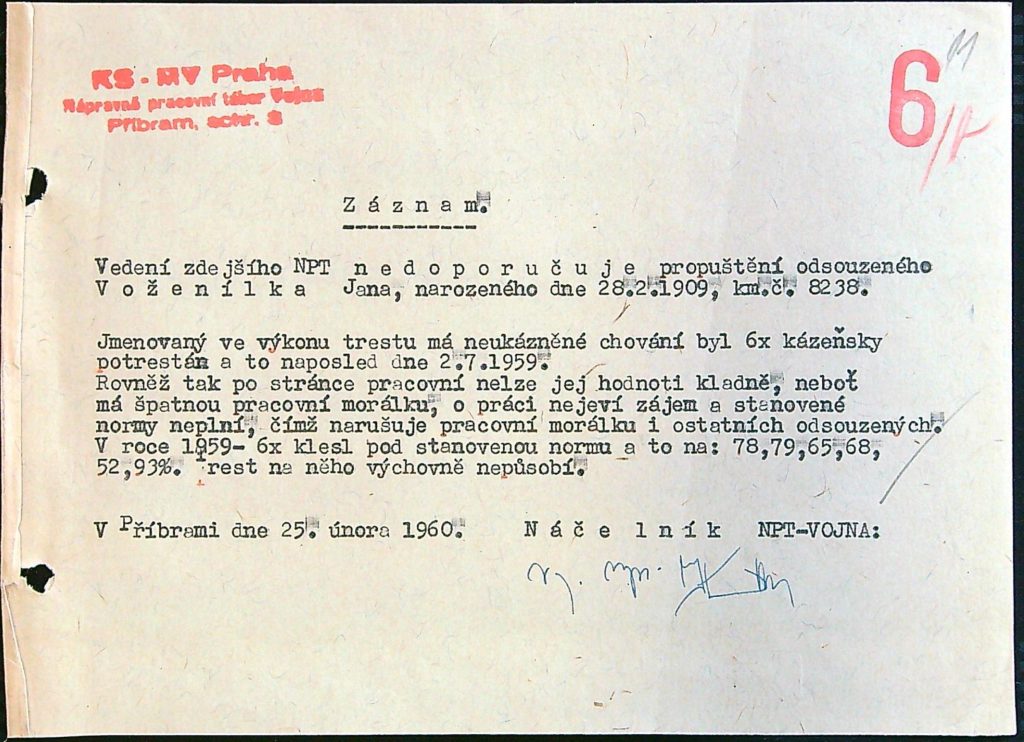 KS - MV Praha
Nápravně pracovní tábor Vojna
Příbram, schr. 8
6
Záznam.
Vedení zdejšího NPT nedoporučuje propuštění odsouzeného
Voženílka Jana, narozeného dne 28.2.1909, km.č. 8238.
Jmenovaný ve výkonu trestu má neukázněné chování byl 6x kázeňsky
potrestán a to naposled dne 2.7.1959.
Rovněž tak po stránce pracovní nelze jej hodnoti kladně, neboť
má špatnou pracovní morálku, o práci nejeví zájem a stanovené
normy neplní, čímž narušuje pracovní morálku i ostatních odsouzených.
V roce 1959- 6x klesl pod stanovenou normu a to na: 78,79,65,68,
52,93%. Trest na něho výchovně nepůsobí.
V Příbrami dne 25. února 1960. Náčelník NPT-VOJNA: